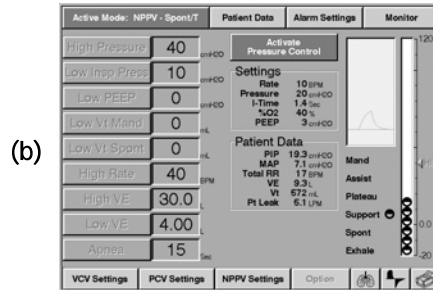 (b)
Active Mode: NPPV - Spont/T
Patient Data
Alarm Settings
Monitor
High Pressure 40 cmH2O
Low Insp Press 10 cmH2O
Low PEEP 0 cmH2O
Low Vt Mand 0 mL
Low Vt Spont 0 mL
High Rate 40 BPM
High VE 30.0 L
Low VE 4.00 L
Apnea 15 Sec
Activate
Pressure Control
Settings
Rate 10 BPM
Pressure 20 cmH2O
I-Time 1.4 Sec
%O2 40 %
PEEP 3 cmH2O
Patient Data
PIP 19.3 cmH2O
MAP 7.1 cmH2O
Total RR 17 BPM
VE 9.3 L
Vt 672 mL
Pt Leak 5.1 LPM
120
Mand
Assist
Plateau
Support
Spont
Exhale
0.0
-20
VCV Settings
PCV Settings
NPPV Settings
Option